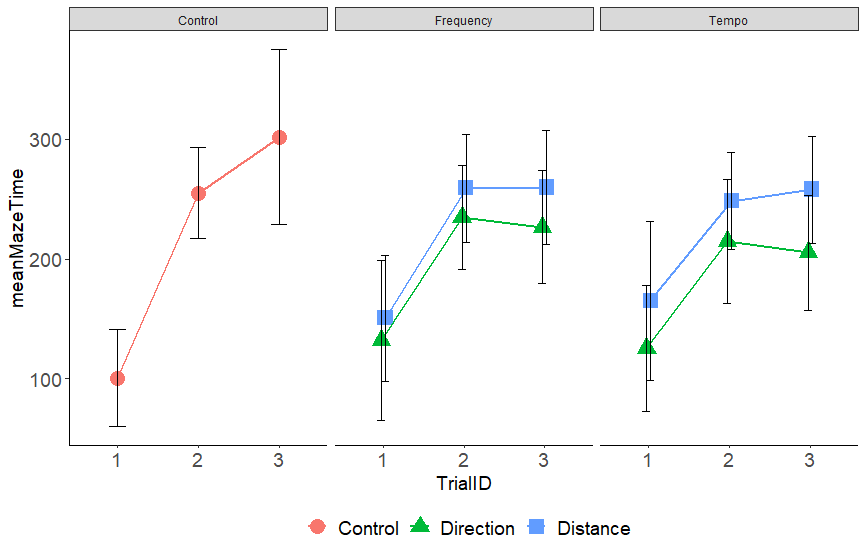 Control Frequency Tempo
300
200
100
meanMazeTime
1 2 3 1 2 3 1 2 3
TrialID
Control Direction Distance